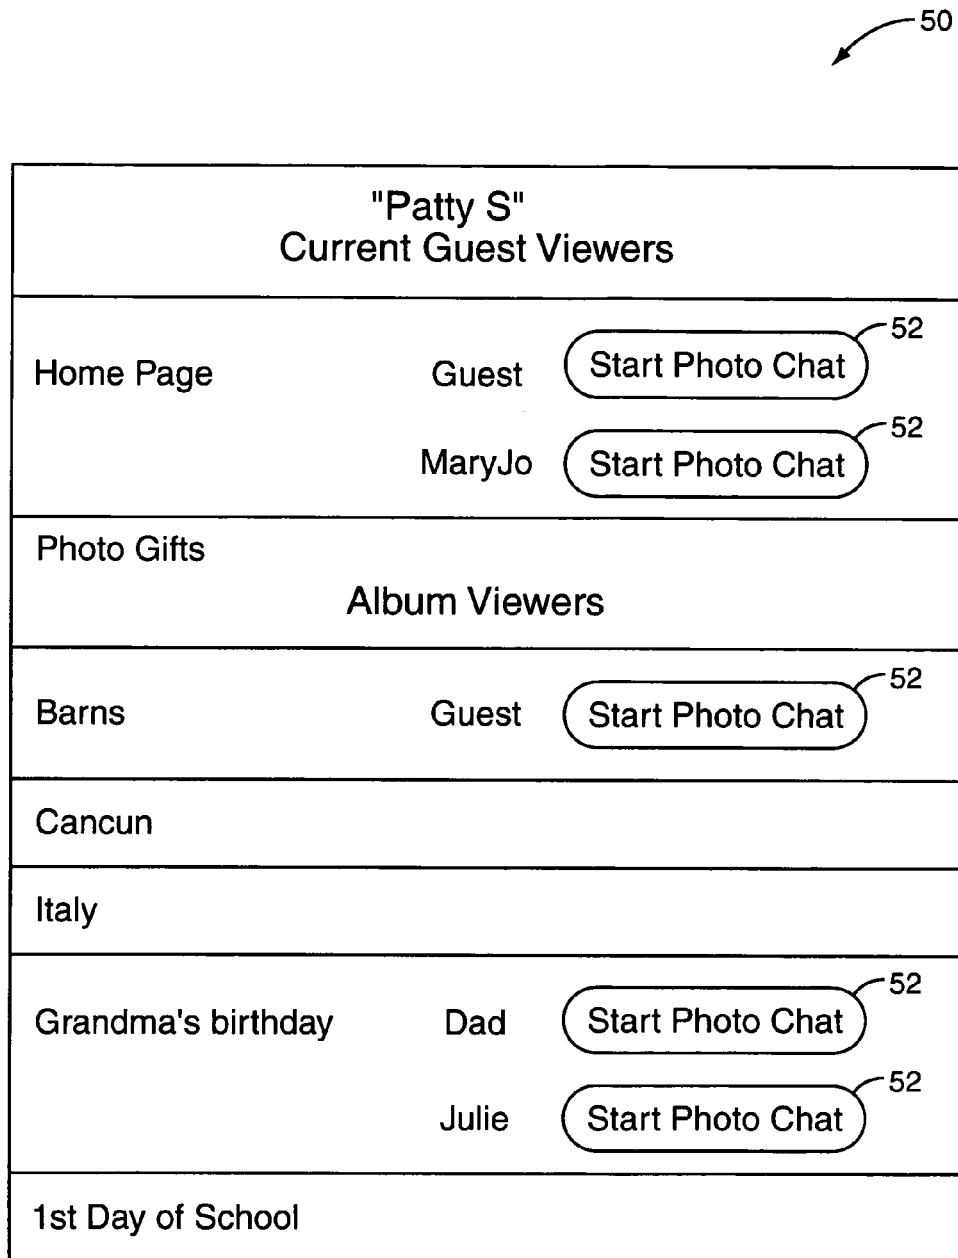 50
"Patty S"
Current Guest Viewers
52
Home Page Guest Start Photo Chat
52
MaryJo Start Photo Chat
Photo Gifts
Album Viewers
52
Barns Guest Start Photo Chat
Cancun
Italy
52
Grandma's birthday Dad Start Photo Chat
52
Julie Start Photo Chat
1st Day of School